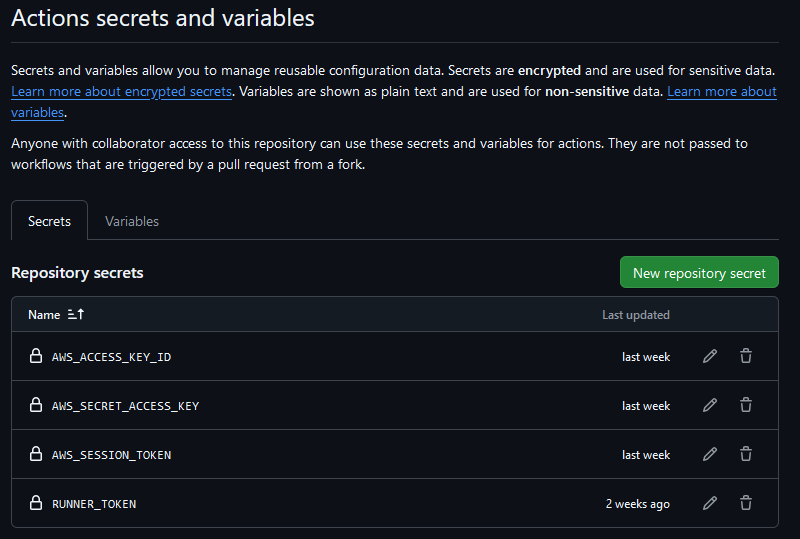 Actions secrets and variables
Secrets and variables allow you to manage reusable configuration data. Secrets are encrypted and are used for sensitive data.
Learn more about encrypted secrets. Variables are shown as plain text and are used for non-sensitive data. Learn more about
variables.
Anyone with collaborator access to this repository can use these secrets and variables for actions. They are not passed to
workflows that are triggered by a pull request from a fork.
Secrets Variables
Repository secrets New repository secret
Name Last updated
AWS_ACCESS_KEY_ID last week
AWS_SECRET_ACCESS_KEY last week
AWS_SESSION_TOKEN last week
RUNNER_TOKEN 2 weeks ago